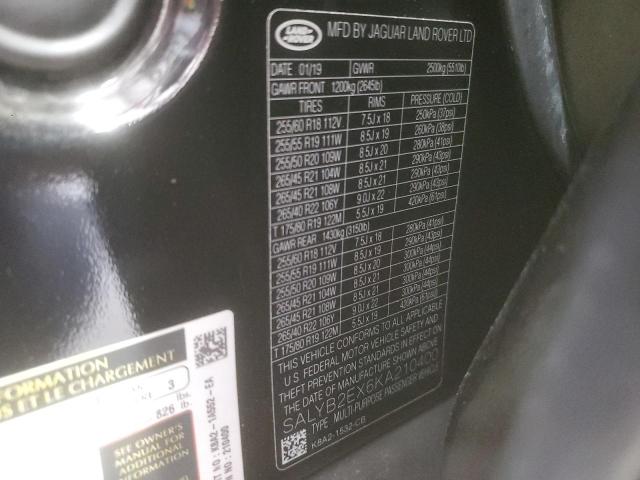 LAND ROVER MFD BY JAGUAR LAND ROVER LTD
DATE 01/19 GVWR 2500kg (5510lb)
GAWR FRONT 1200kg (2645lb)
TIRES RIMS PRESSURE (COLD)
255/60 R18 112V 7.5J x 18 250kPa (37psi)
255/55 R19 111W 8.5J x 19 260kPa (38psi)
255/50 R20 109W 8.5J x 20 280kPa (41psi)
265/45 R21 104W 8.5J x 21 290kPa (43psi)
265/45 R21 108W 8.5J x 21 290kPa (43psi)
265/40 R22 106Y 9.0J x 22 290kPa (43psi)
T 175/80 R19 122M 5.5J x 19 420kPa (61psi)
GAWR REAR 1430kg (3150lb)
255/60 R18 112V 7.5J x 18 280kPa (41psi)
255/55 R19 111W 8.5J x 19 290kPa (43psi)
255/50 R20 109W 8.5J x 20 300kPa (44psi)
265/45 R21 104W 8.5J x 21 300kPa (44psi)
265/45 R21 108W 8.5J x 21 300kPa (44psi)
265/40 R22 106Y 9.0J x 22 300kPa (44psi)
T 175/80 R19 122M 5.5J x 19 420kPa (61psi)
THIS VEHICLE CONFORMS TO ALL APPLICABLE
U S FEDERAL MOTOR VEHICLE SAFETY AND
THEFT PREVENTION STANDARDS IN EFFECT ON
THE DATE OF MANUFACTURE SHOWN ABOVE
SALYB2EX6KA210400
TYPE MULTI-PURPOSE PASSENGER VEHICLE
K8A2-1532-CB
FORMATION
US ET LE CHARGEMENT
3
826 lbs.
SEE OWNER'S
MANUAL FOR
ADDITIONAL
INFORMATION
K8A2-1A552-EA
210400